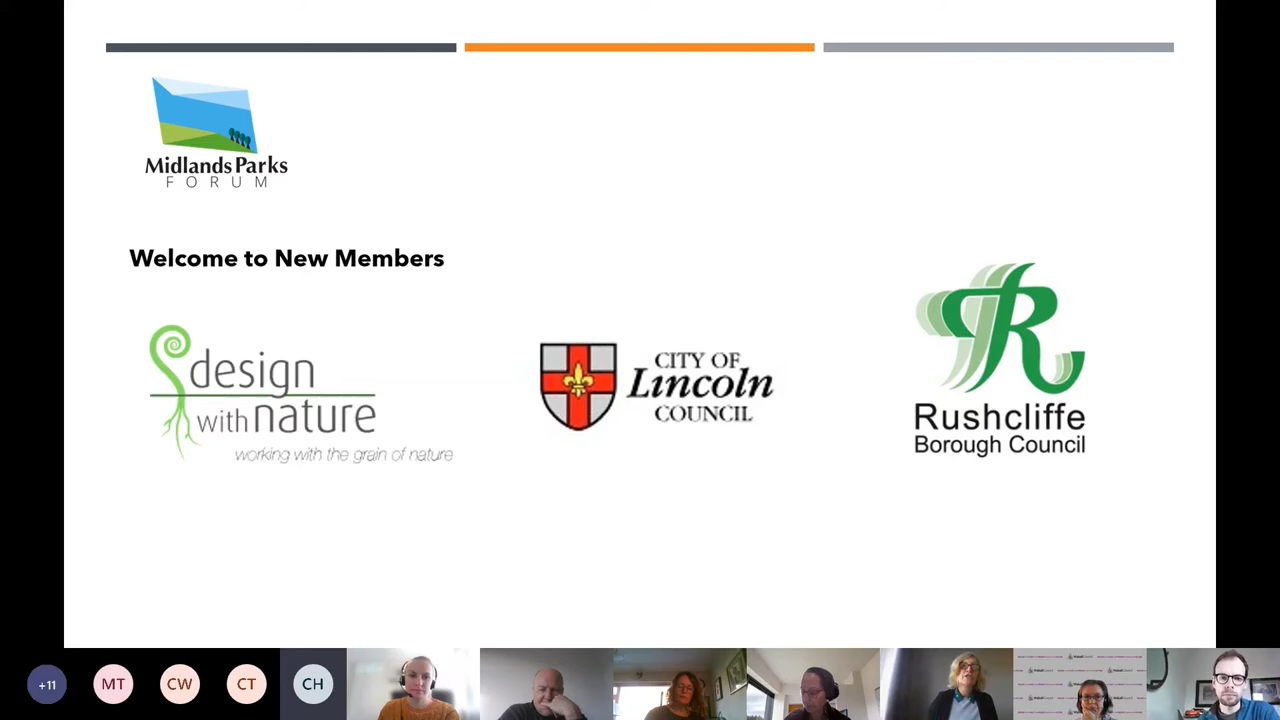 Midlands Parks
FORUM
Welcome to New Members
design
with nature
working with the grain of nature
CITY OF
Lincoln
COUNCIL
R
Rushcliffe
Borough Council
+11
MT
CW
CT
CH